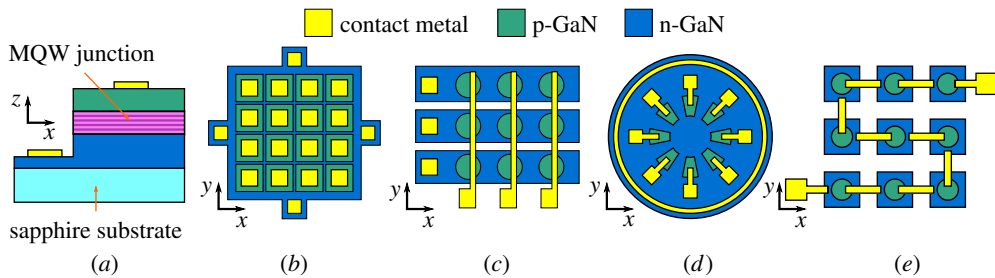 contact metal p-GaN n-GaN
MQW junction
z
x
sapphire substrate
y
x
y
x
y
x
y
x
(a) (b) (c) (d) (e)